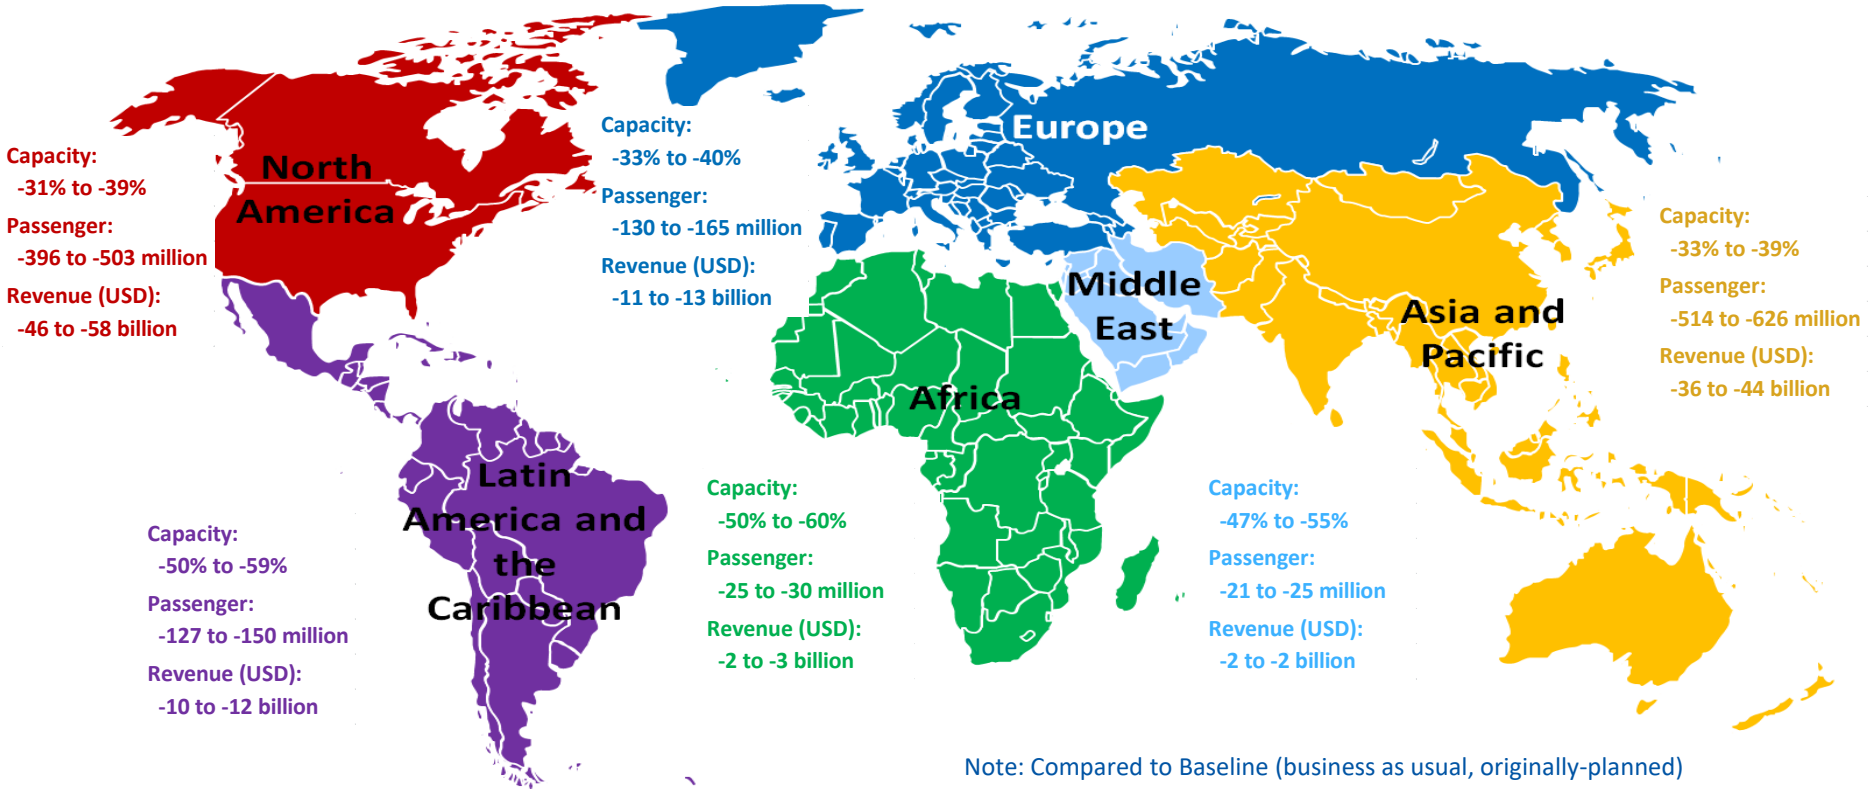 North
America
Capacity:
-31% to -39%
Passenger:
-396 to -503 million
Revenue (USD):
-46 to -58 billion
Capacity:
-33% to -40%
Passenger:
-130 to -165 million
Revenue (USD):
-11 to -13 billion
Europe
Middle
East
Asia and
Pacific
Capacity:
-33% to -39%
Passenger:
-514 to -626 million
Revenue (USD):
-36 to -44 billion
Africa
Latin
America and
the
Caribbean
Capacity:
-50% to -59%
Passenger:
-127 to -150 million
Revenue (USD):
-10 to -12 billion
Capacity:
-50% to -60%
Passenger:
-25 to -30 million
Revenue (USD):
-2 to -3 billion
Capacity:
-47% to -55%
Passenger:
-21 to -25 million
Revenue (USD):
-2 to -2 billion
Note: Compared to Baseline (business as usual, originally-planned)